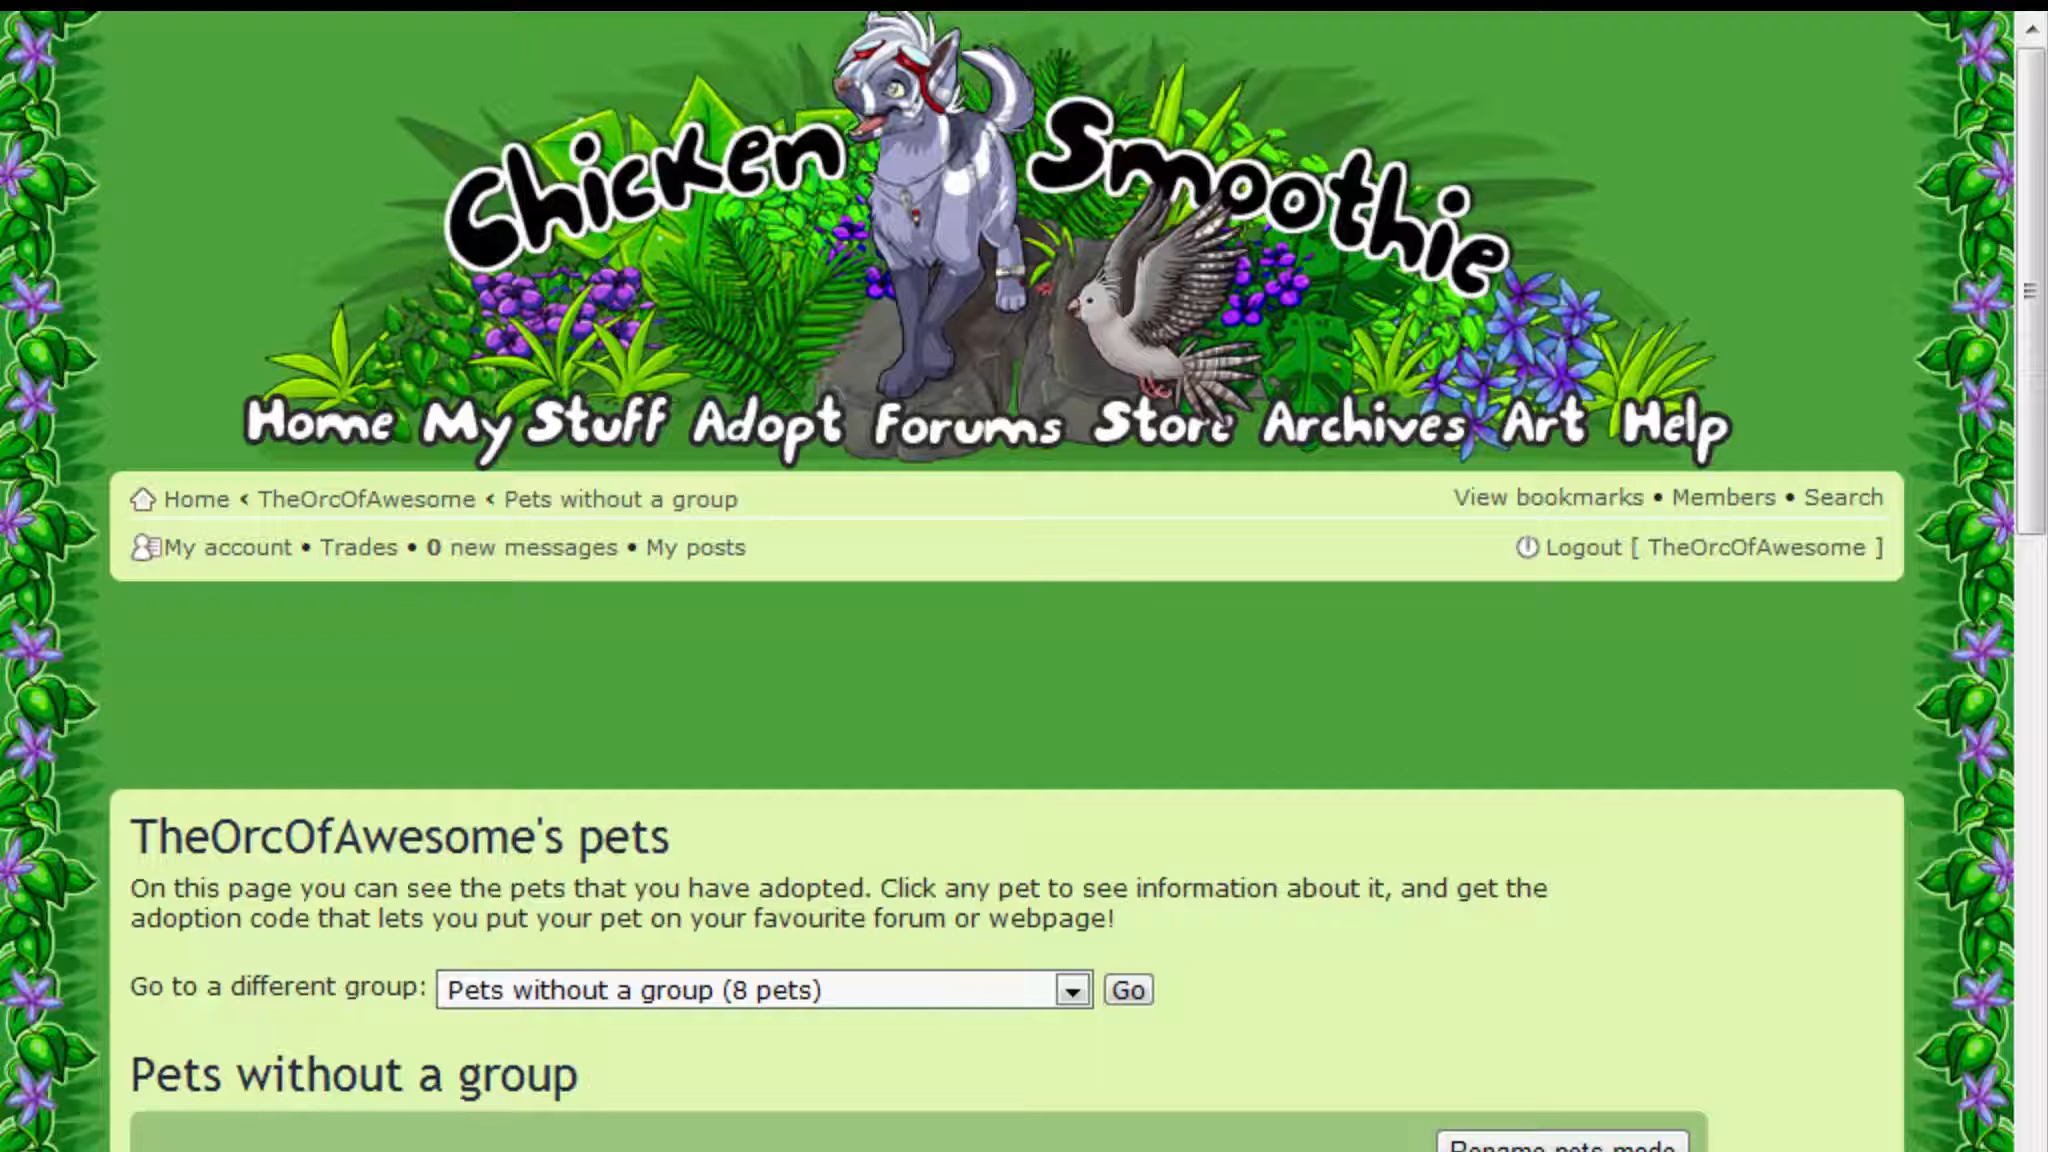 Chicken Smoothie
Home My Stuff Adopt Forums Store Archives Art Help
Home ‹ TheOrcOfAwesome ‹ Pets without a group
View bookmarks • Members • Search
My account • Trades • 0 new messages • My posts
Logout [ TheOrcOfAwesome ]
TheOrcOfAwesome's pets
On this page you can see the pets that you have adopted. Click any pet to see information about it, and get the
adoption code that lets you put your pet on your favourite forum or webpage!
Go to a different group: Pets without a group (8 pets) Go
Pets without a group
Rename pets mode